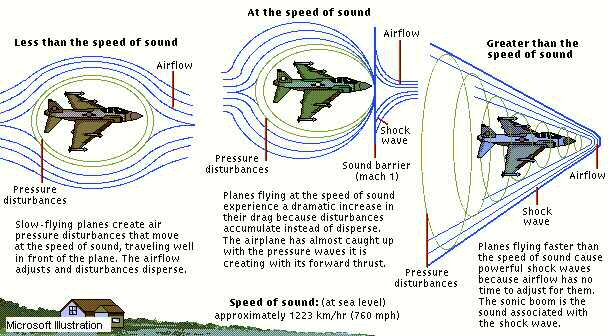 At the speed of sound
Less than the speed of sound
Airflow
Pressure
disturbances
Slow-flying planes create air
pressure disturbances that move
at the speed of sound, traveling well
in front of the plane. The airflow
adjusts and disturbances disperse.
Airflow
Shock
wave
Pressure
disturbances
Sound barrier
(mach 1)
Planes flying at the speed of sound
experience a dramatic increase in
their drag because disturbances
accumulate instead of disperse.
The airplane has almost caught up
with the pressure waves it is
creating with its forward thrust.
Greater than the
speed of sound
Airflow
Shock
wave
Pressure
disturbances
Planes flying faster than
the speed of sound cause
powerful shock waves
because airflow has no
time to adjust for them.
The sonic boom is the
sound associated with
the shock wave.
Speed of sound: (at sea level)
approximately 1223 km/hr (760 mph)
Microsoft Illustration